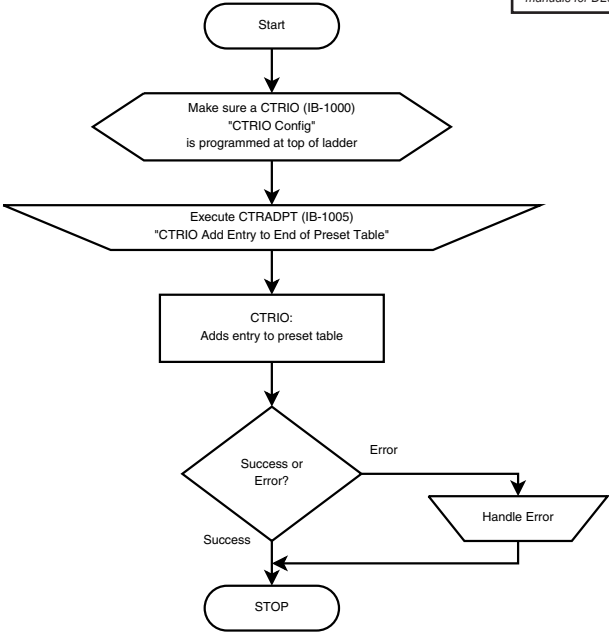 manuals for
Start
Make sure a CTRIO (IB-1000)
"CTRIO Config"
is programmed at top of ladder
Execute CTRADPT (IB-1005)
"CTRIO Add Entry to End of Preset Table"
CTRIO:
Adds entry to preset table
Success or
Error?
Error
Handle Error
Success
STOP